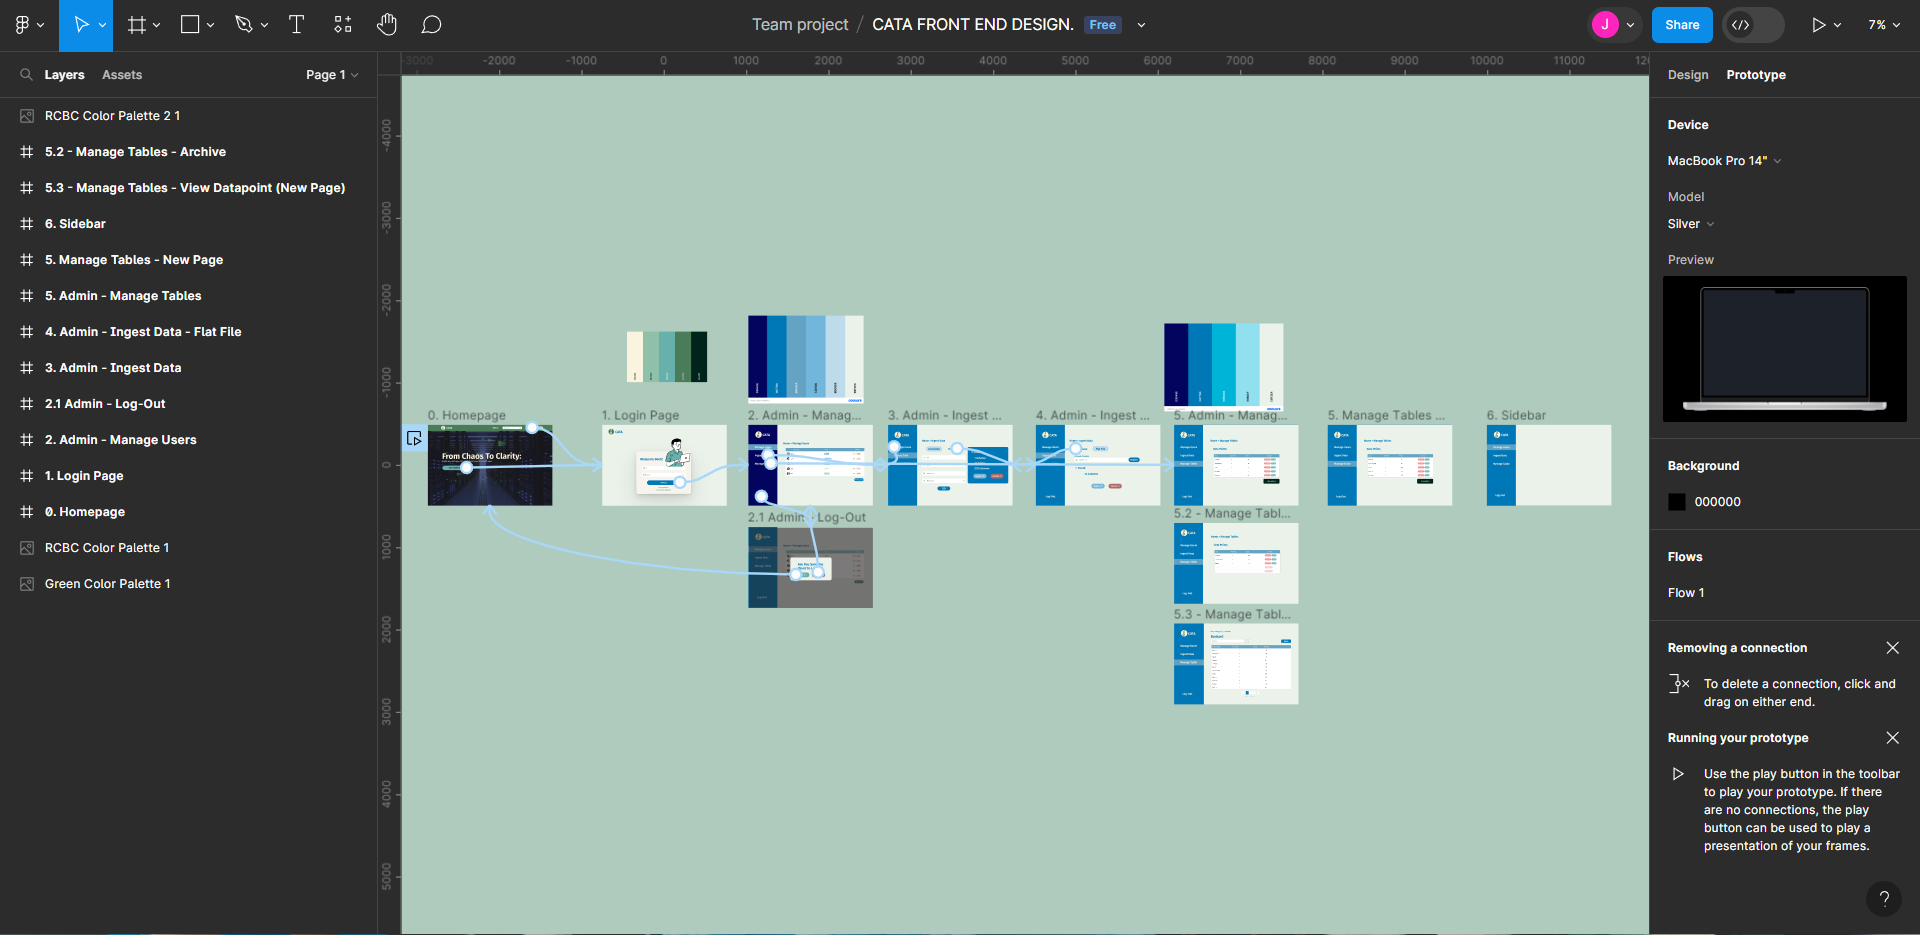 Team project / CATA FRONT END DESIGN. Free
J
Share
7%
Layers Assets Page 1
RCBC Color Palette 2 1
5.2 - Manage Tables - Archive
5.3 - Manage Tables - View Datapoint (New Page)
6. Sidebar
5. Manage Tables - New Page
5. Admin - Manage Tables
4. Admin - Ingest Data - Flat File
3. Admin - Ingest Data
2.1 Admin - Log-Out
2. Admin - Manage Users
1. Login Page
0. Homepage
RCBC Color Palette 1
Green Color Palette 1
-3000 -2000 -1000 0 1000 2000 3000 4000 5000 6000 7000 8000 9000 10000 11000 12
-4000
-3000
-2000
-1000
0
1000
2000
3000
4000
5000
0. Homepage
1. Login Page
2. Admin - Manag...
3. Admin - Ingest ...
4. Admin - Ingest ...
5. Admin - Manag...
5. Manage Tables ...
6. Sidebar
From Chaos To Clarity:
2.1 Admin - Log-Out
5.2 - Manage Tabl...
5.3 - Manage Tabl...
Design Prototype
Device
MacBook Pro 14"
Model
Silver
Preview
Background
000000
Flows
Flow 1
Removing a connection
To delete a connection, click and
drag on either end.
Running your prototype
Use the play button in the toolbar
to play your prototype. If there
are no connections, the play
button can be used to play a
presentation of your frames.
?